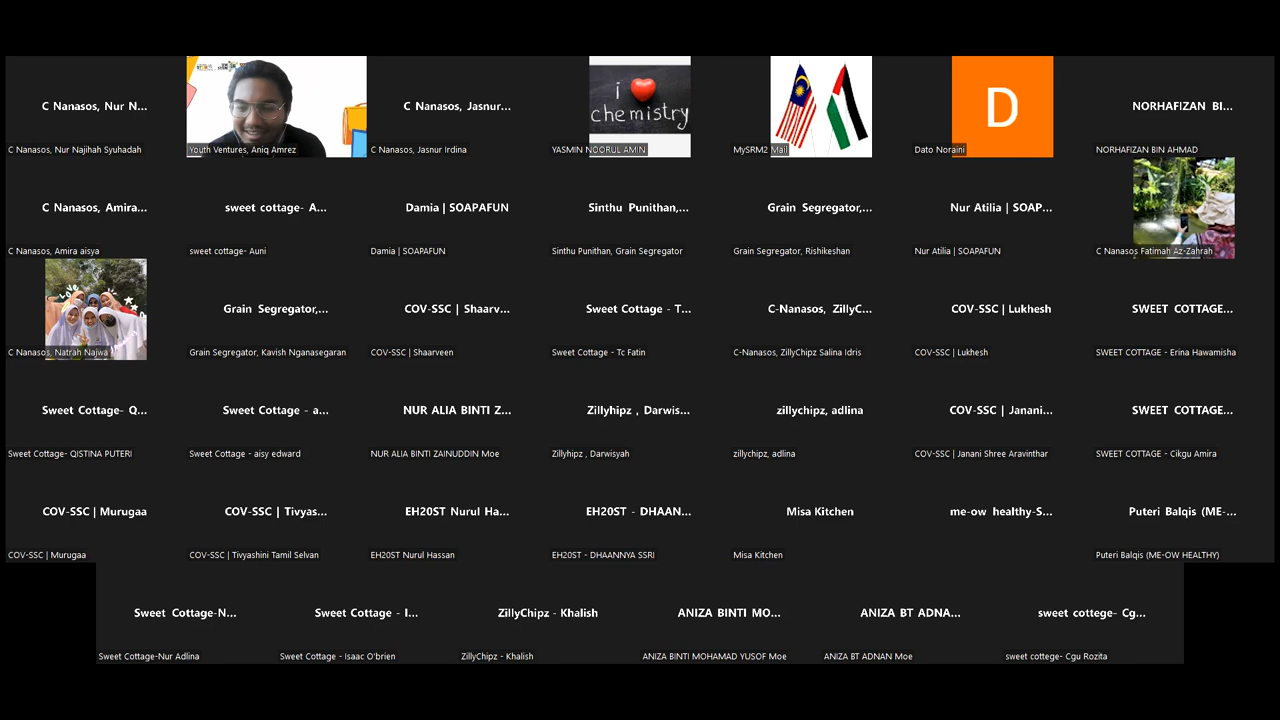 C Nanasos, Nur N...
C Nanasos, Jasnur...
i
chemistry
D
NORHAFIZAN BI...
C Nanasos, Nur Najihah Syuhadah
Youth Ventures, Aniq Amrez
C Nanasos, Jasnur Irdina
YASMIN NOORUL AMIN
MySRM2 Mail
Dato Noraini
NORHAFIZAN BIN AHMAD
C Nanasos, Amira...
sweet cottage- A...
Damia | SOAPAFUN
Sinthu Punithan,...
Grain Segregator,...
Nur Atilia | SOAP...
C Nanasos, Amira aisya
sweet cottage- Auni
Damia | SOAPAFUN
Sinthu Punithan, Grain Segregator
Grain Segregator, Rishikeshan
Nur Atilia | SOAPAFUN
C Nanasos Fatimah Az-Zahrah
LOVE
Grain Segregator,...
COV-SSC | Shaarv...
Sweet Cottage - T...
C-Nanasos, ZillyC...
COV-SSC | Lukhesh
SWEET COTTAGE...
C Nanasos, Natrah Najwa
Grain Segregator, Kavish Nganasegaran
COV-SSC | Shaarveen
Sweet Cottage - Tc Fatin
C-Nanasos, ZillyChipz Salina Idris
COV-SSC | Lukhesh
SWEET COTTAGE - Erina Hawamisha
Sweet Cottage- Q...
Sweet Cottage - a...
NUR ALIA BINTI Z...
Zillyhipz , Darwis...
zillychipz, adlina
COV-SSC | Janani...
SWEET COTTAGE...
Sweet Cottage- QISTINA PUTERI
Sweet Cottage - aisy edward
NUR ALIA BINTI ZAINUDDIN Moe
Zillyhipz , Darwisyah
zillychipz, adlina
COV-SSC | Janani Shree Aravinthar
SWEET COTTAGE - Cikgu Amira
COV-SSC | Murugaa
COV-SSC | Tivyas...
EH20ST Nurul Ha...
EH20ST - DHAAN...
Misa Kitchen
me-ow healthy-S...
Puteri Balqis (ME-...
COV-SSC | Murugaa
COV-SSC | Tivyashini Tamil Selvan
EH20ST Nurul Hassan
EH20ST - DHAANNYA SSRI
Misa Kitchen
Puteri Balqis (ME-OW HEALTHY)
Sweet Cottage-N...
Sweet Cottage - I...
ZillyChipz - Khalish
ANIZA BINTI MO...
ANIZA BT ADNA...
sweet cottege- Cg...
Sweet Cottage-Nur Adlina
Sweet Cottage - Isaac O'brien
ZillyChipz - Khalish
ANIZA BINTI MOHAMAD YUSOF Moe
ANIZA BT ADNAN Moe
sweet cottege- Cgu Rozita